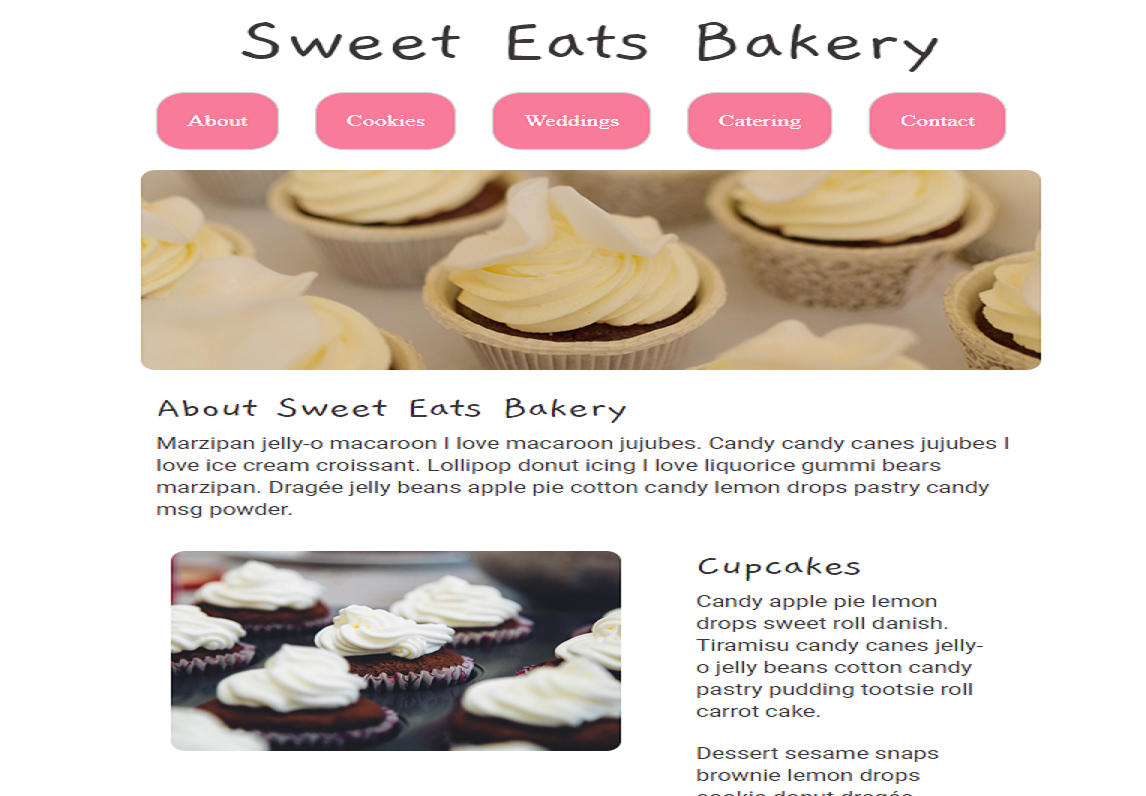 Sweet Eats Bakery
About Cookies Weddings Catering Contact
About Sweet Eats Bakery
Marzipan jelly-o macaroon I love macaroon jujubes. Candy candy canes jujubes I
love ice cream croissant. Lollipop donut icing I love liquorice gummi bears
marzipan. Dragée jelly beans apple pie cotton candy lemon drops pastry candy
msg powder.
Cupcakes
Candy apple pie lemon
drops sweet roll danish.
Tiramisu candy canes jelly-
o jelly beans cotton candy
pastry pudding tootsie roll
carrot cake.
Dessert sesame snaps
brownie lemon drops
cookie donut dragée